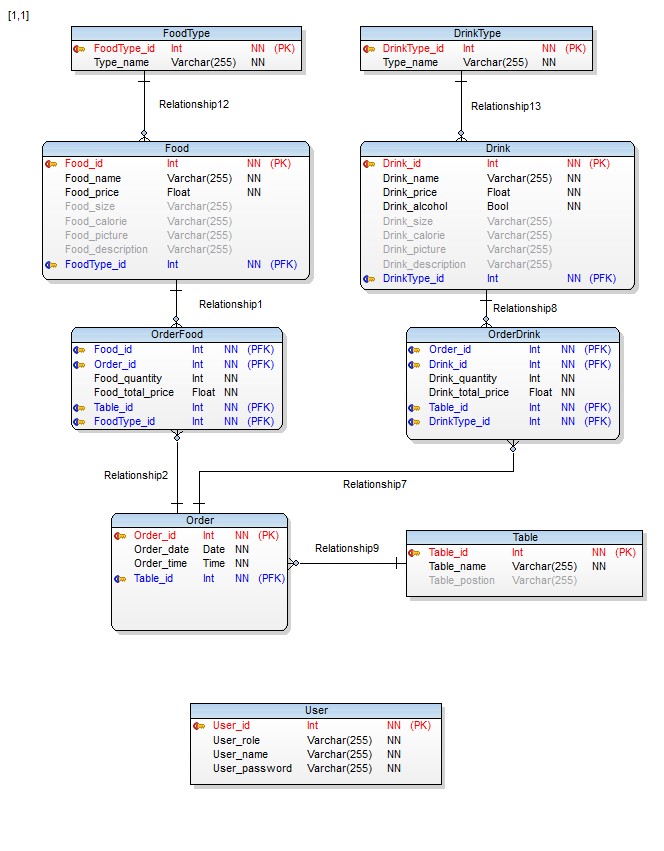 [1,1]
FoodType
FoodType_id Int NN (PK)
Type_name Varchar(255) NN
DrinkType
DrinkType_id Int NN (PK)
Type_name Varchar(255) NN
Relationship12
Relationship13
Food
Food_id Int NN (PK)
Food_name Varchar(255) NN
Food_price Float NN
Food_size Varchar(255)
Food_calorie Varchar(255)
Food_picture Varchar(255)
Food_description Varchar(255)
FoodType_id Int NN (PFK)
Drink
Drink_id Int NN (PK)
Drink_name Varchar(255) NN
Drink_price Float NN
Drink_alcohol Bool NN
Drink_size Varchar(255)
Drink_calorie Varchar(255)
Drink_picture Varchar(255)
Drink_description Varchar(255)
DrinkType_id Int NN (PFK)
Relationship1
Relationship8
OrderFood
Food_id Int NN (PFK)
Order_id Int NN (PFK)
Food_quantity Int NN
Food_total_price Float NN
Table_id Int NN (PFK)
FoodType_id Int NN (PFK)
OrderDrink
Order_id Int NN (PFK)
Drink_id Int NN (PFK)
Drink_quantity Int NN
Drink_total_price Float NN
Table_id Int NN (PFK)
DrinkType_id Int NN (PFK)
Relationship2
Relationship7
Order
Order_id Int NN (PK)
Order_date Date NN
Order_time Time NN
Table_id Int NN (PFK)
Relationship9
Table
Table_id Int NN (PK)
Table_name Varchar(255) NN
Table_postion Varchar(255)
User
User_id Int NN (PK)
User_role Varchar(255) NN
User_name Varchar(255) NN
User_password Varchar(255) NN